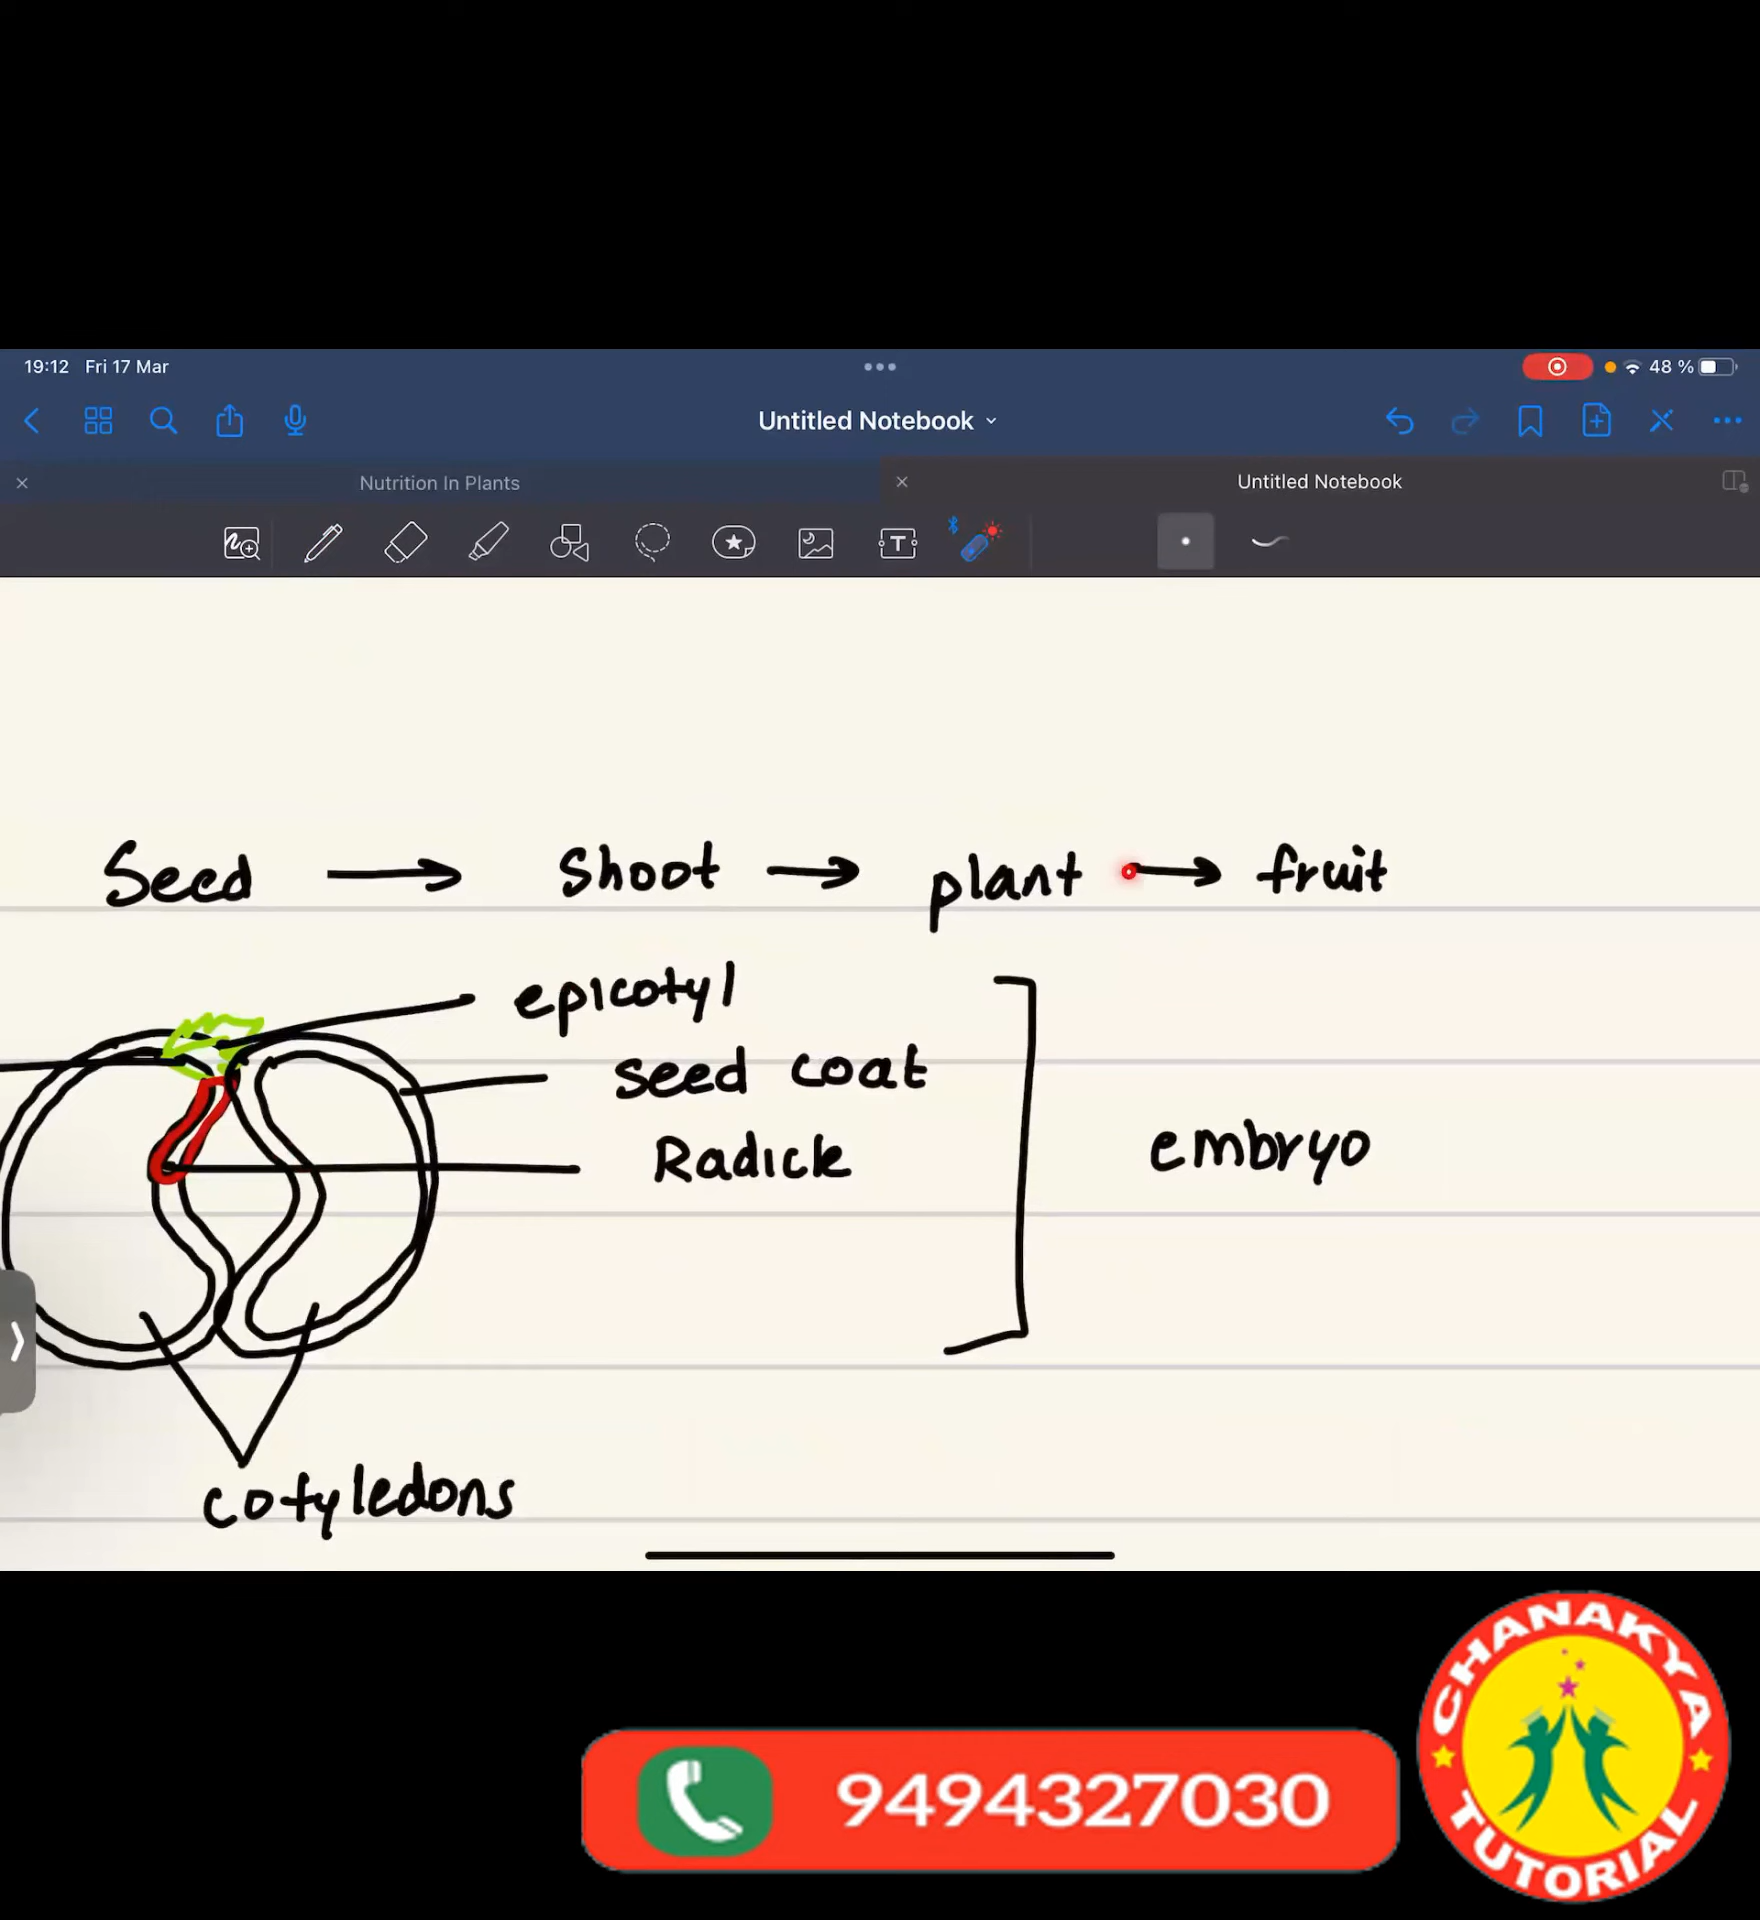 19:12 Fri 17 Mar
48 %
Untitled Notebook
Nutrition In Plants
Untitled Notebook
T
Seed → Shoot → plant → fruit
epicotyl
seed coat
Radicle
embryo
cotyledons
9494327030
CHANAKYA
TUTORIAL